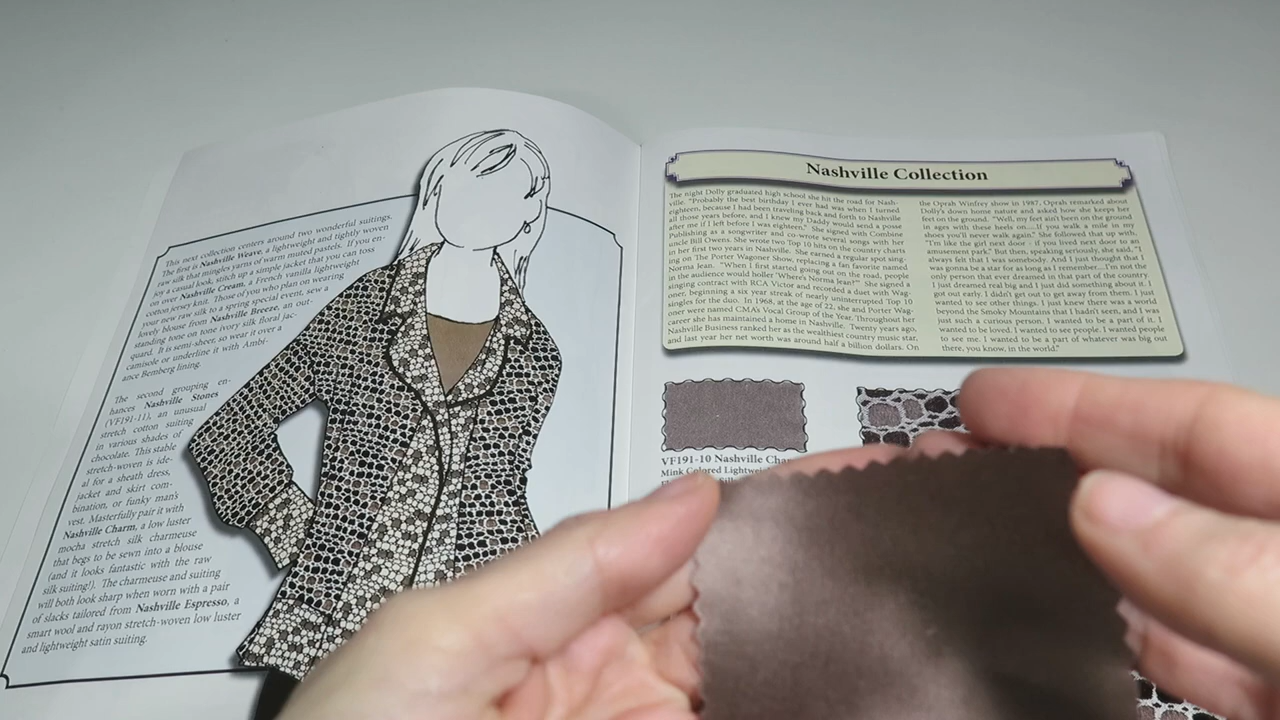 This next collection centers around two wonderful suitings.
The first is Nashville Weave, a lightweight and tightly woven
raw silk that mingles yarns of warm muted pastels. If you en-
joy a casual look, stitch up a simple jacket that you can toss
on over Nashville Cream, a French vanilla lightweight
cotton jersey knit. Those of you who plan on wearing
your new raw silk to a spring special event, sew a
lovely blouse from Nashville Breeze, an out-
standing tone on tone ivory silk floral jac-
quard. It is semi-sheer, so wear it over a
camisole or underline it with Ambi-
ance Bemberg lining.
The second grouping en-
hances Nashville Stones
(VF191-11), an unusual
stretch cotton suiting
in various shades of
chocolate. This stable
stretch-woven is ide-
al for a sheath dress,
jacket and skirt com-
bination, or funky man's
vest. Masterfully pair it with
Nashville Charm, a low luster
mocha stretch silk charmeuse
that begs to be sewn into a blouse
(and it looks fantastic with the raw
silk suiting!). The charmeuse and suiting
will both look sharp when worn with a pair
of slacks tailored from Nashville Espresso, a
smart wool and rayon stretch-woven low luster
and lightweight satin suiting.
Nashville Collection
The night Dolly graduated high school she hit the road for Nash-
ville. "Probably the best birthday I ever had was when I turned
eighteen, because I had been traveling back and forth to Nashville
all those years before, and I knew my Daddy would send a posse
after me if I left before I was eighteen." She signed with Combine
Publishing as a songwriter and co-wrote several songs with her
uncle Bill Owens. She wrote two Top 10 hits on the country charts
in her first two years in Nashville. She earned a regular spot sing-
ing on The Porter Wagoner Show, replacing a fan favorite named
Norma Jean. "When I first started going out on the road, people
in the audience would holler 'Where's Norma Jean?'" She signed a
singing contract with RCA Victor and recorded a duet with Wag-
oner, beginning a six year streak of nearly uninterrupted Top 10
singles for the duo. In 1968, at the age of 22, she and Porter Wag-
oner were named CMA's Vocal Group of the Year. Throughout her
career she has maintained a home in Nashville. Twenty years ago,
Nashville Business ranked her as the wealthiest country music star,
and last year her net worth was around half a billion dollars. On
the Oprah Winfrey show in 1987, Oprah remarked about
Dolly's down home nature and asked how she keeps her
feet on the ground. "Well, my feet ain't been on the ground
in ages with these heels on....If you walk a mile in my
shoes you'll never walk again." She followed that up with,
"I'm like the girl next door - if you lived next door to an
amusement park." But then, speaking seriously, she said, "I
always felt that I was somebody. And I just thought that I
was gonna be a star for as long as I remember....I'm not the
only person that ever dreamed in that part of the country.
I just dreamed real big and I just did something about it. I
got out early. I didn't get to get away from them. I just
wanted to see other things. I just knew there was a world
beyond the Smoky Mountains that I hadn't seen, and I was
just such a curious person. I wanted to be a part of it. I
wanted to be loved. I wanted to see people. I wanted people
to see me. I wanted to be a part of whatever was big out
there, you know, in the world."
VF191-10 Nashville Char
Mink Colored Lightwei